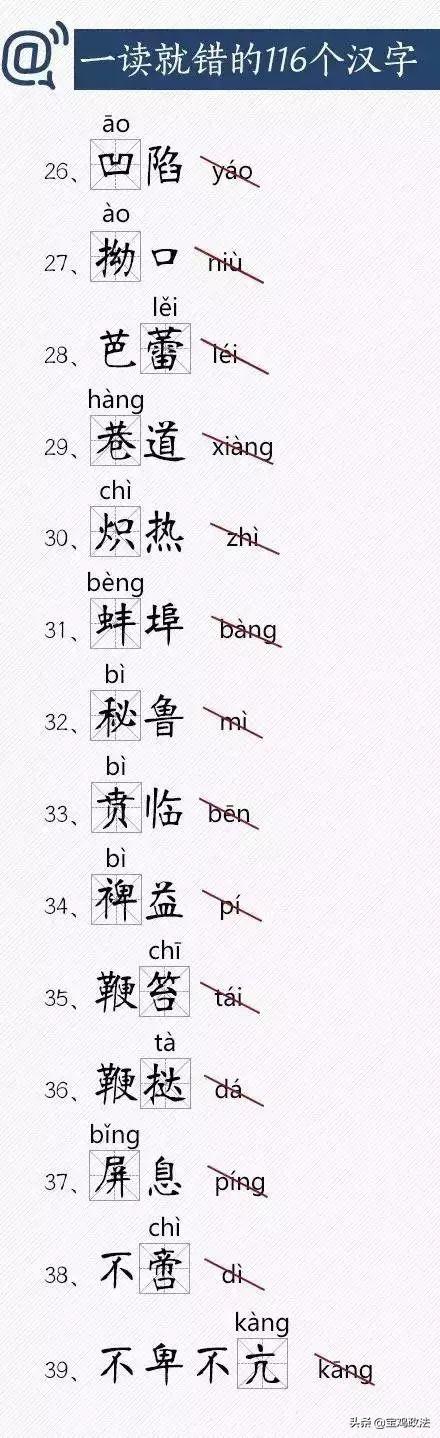 @ 一读就错的116个汉字
āo
26、凹陷 yáo
ào
27、拗口 niù
lěi
28、芭蕾 léi
hàng
29、巷道 xiàng
chì
30、炽热 zhì
bèng
31、蚌埠 bàng
bì
32、秘鲁 mì
bì
33、贲临 bēn
bì
34、裨益 pí
chī
35、鞭笞 tái
tà
36、鞭挞 dá
bǐng
37、屏息 píng
chì
38、不啻 dì
kàng
39、不卑不亢 kāng
头条 @宝鸡政法